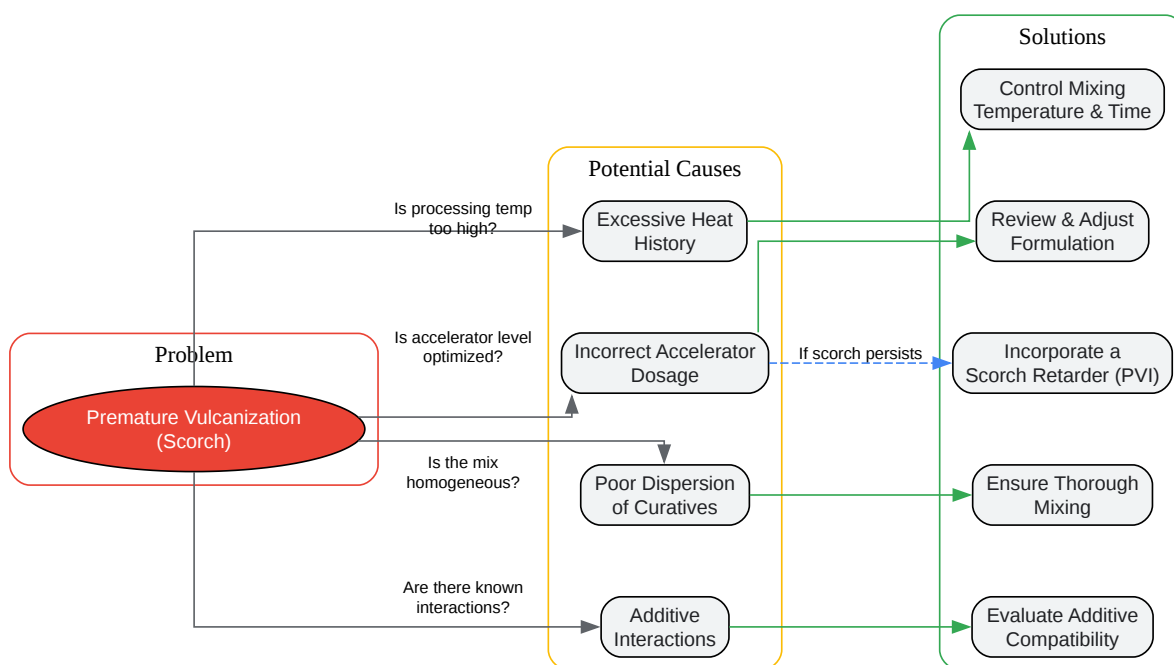 Problem
Premature Vulcanization
(Scorch)
Is processing temp
too high?
Is accelerator level
optimized?
Is the mix
homogeneous?
Are there known
interactions?
Potential Causes
Excessive Heat
History
Incorrect Accelerator
Dosage
Poor Dispersion
of Curatives
Additive
Interactions
If scorch persists
Solutions
Control Mixing
Temperature & Time
Review & Adjust
Formulation
Incorporate a
Scorch Retarder (PVI)
Ensure Thorough
Mixing
Evaluate Additive
Compatibility